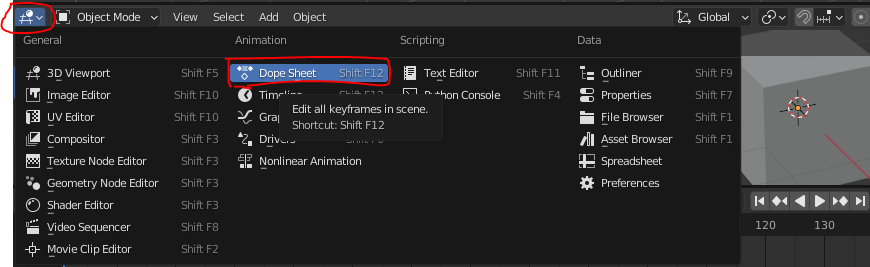 Object Mode View Select Add Object Global
General Animation Scripting Data
3D Viewport Shift F5 Dope Sheet Shift F12 Text Editor Shift F11 Outliner Shift F9
Image Editor Shift F10 Timeline Shift F12 Python Console Shift F4 Properties Shift F7
UV Editor Shift F10 Edit all keyframes in scene. File Browser Shift F1
Shortcut: Shift F12
Compositor Shift F3 Drivers Shift F6 Asset Browser Shift F1
Texture Node Editor Shift F3 Nonlinear Animation Spreadsheet
Geometry Node Editor Shift F3 Preferences
Shader Editor Shift F3
Video Sequencer Shift F8 120 130
Movie Clip Editor Shift F2